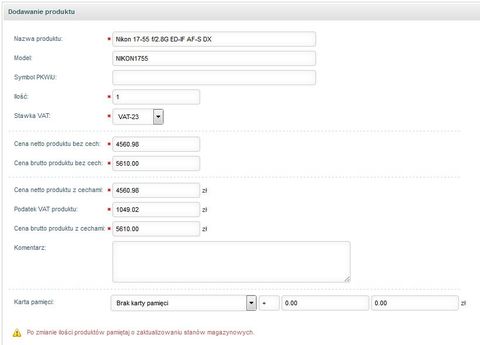 Dodawanie produktu
Nazwa produktu: * Nikon 17-55 f/2.8G ED-IF AF-S DX
Model: NIKON1755
Symbol PKWiU:
Ilość: * 1
Stawka VAT: * VAT-23
Cena netto produktu bez cech: * 4560.98
Cena brutto produktu bez cech: * 5610.00
Cena netto produktu z cechami: * 4560.98 zł
Podatek VAT produktu: * 1049.02 zł
Cena brutto produktu z cechami: * 5610.00 zł
Komentarz:
Karta pamięci: Brak karty pamięci + 0.00 0.00 zł
Po zmianie ilości produktów pamiętaj o zaktualizowaniu stanów magazynowych.